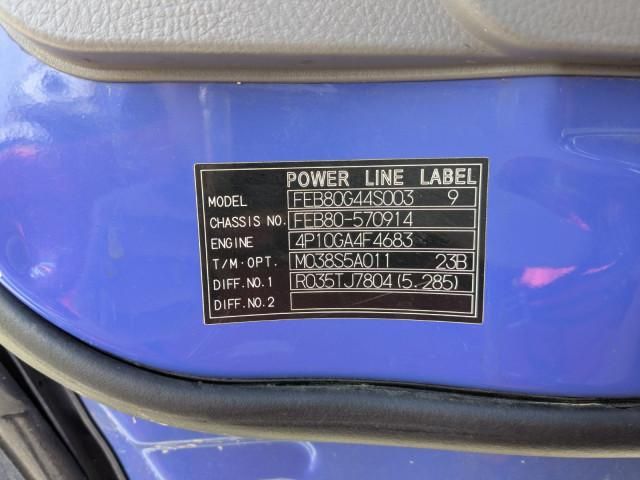 POWER LINE LABEL
MODEL FEB80G44S003 9
CHASSIS NO. FEB80-570914
ENGINE 4P10GA4F4683
T/M·OPT. M038S5A011 23B
DIFF.NO.1 R035TJ7804(5.285)
DIFF.NO.2